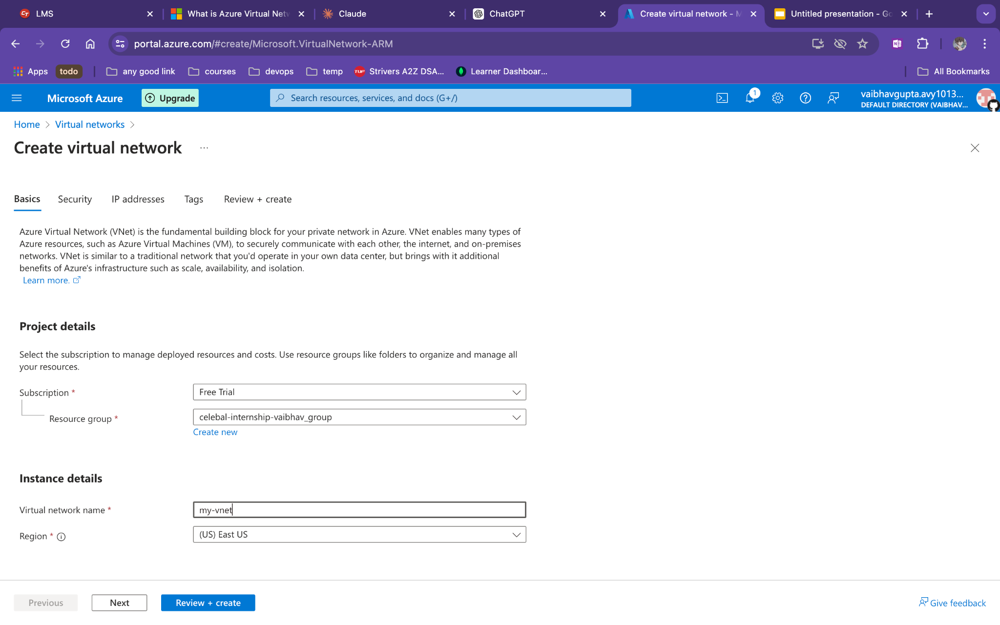 LMS
What is Azure Virtual Netw
Claude
ChatGPT
Create virtual network - M
Untitled presentation - Go
portal.azure.com/#create/Microsoft.VirtualNetwork-ARM
Apps
todo
any good link
courses
devops
temp
TUF
Strivers A2Z DSA...
Learner Dashboar...
All Bookmarks
Microsoft Azure
Upgrade
Search resources, services, and docs (G+/)
1
vaibhavgupta.avy1013...
DEFAULT DIRECTORY (VAIBHAV...
Home > Virtual networks >
Create virtual network ...
Basics
Security
IP addresses
Tags
Review + create
Azure Virtual Network (VNet) is the fundamental building block for your private network in Azure. VNet enables many types of
Azure resources, such as Azure Virtual Machines (VM), to securely communicate with each other, the internet, and on-premises
networks. VNet is similar to a traditional network that you'd operate in your own data center, but brings with it additional
benefits of Azure's infrastructure such as scale, availability, and isolation.
Learn more.
Project details
Select the subscription to manage deployed resources and costs. Use resource groups like folders to organize and manage all
your resources.
Subscription *
Free Trial
Resource group *
celebal-internship-vaibhav_group
Create new
Instance details
Virtual network name *
my-vnet
Region *
(US) East US
Previous
Next
Review + create
Give feedback